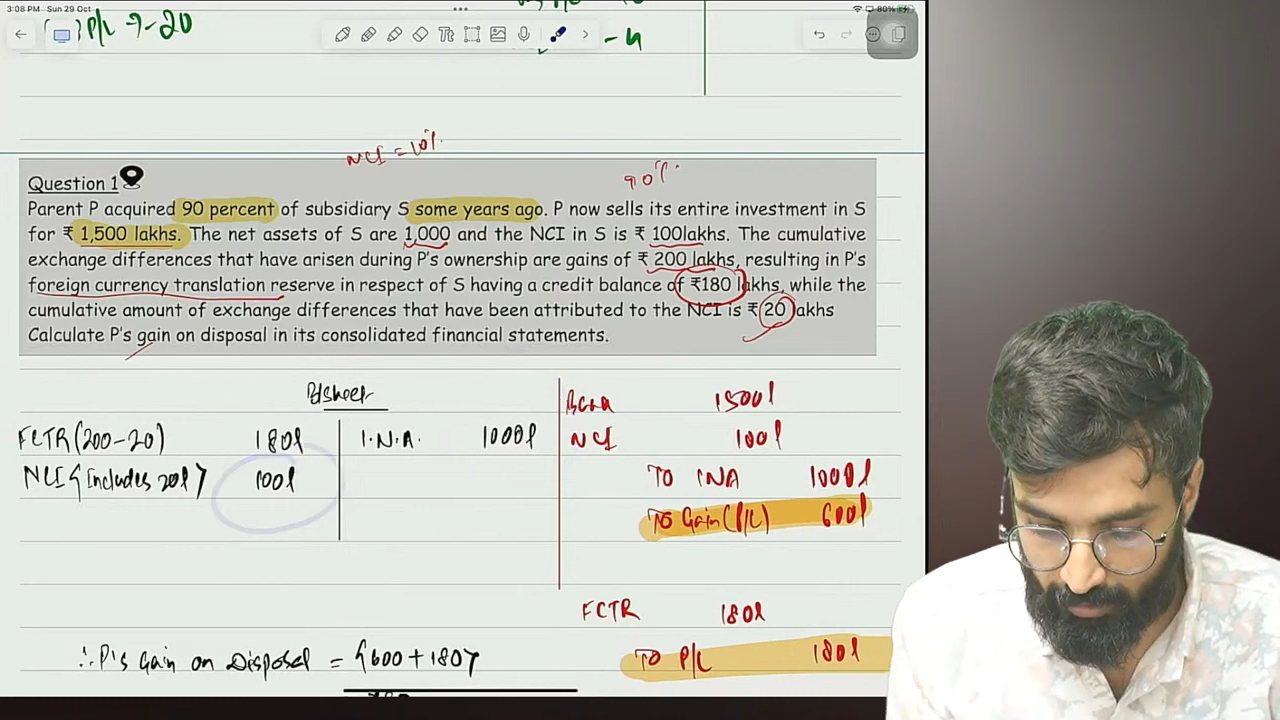 3:08 PM Sun 29 Oct
80%
P/L → -20
- 4
NCI = 10%
90%
Question 1
Parent P acquired 90 percent of subsidiary S some years ago. P now sells its entire investment in S
for ₹ 1,500 lakhs. The net assets of S are 1,000 and the NCI in S is ₹ 100lakhs. The cumulative
exchange differences that have arisen during P's ownership are gains of ₹ 200 lakhs, resulting in P's
foreign currency translation reserve in respect of S having a credit balance of ₹180 lakhs, while the
cumulative amount of exchange differences that have been attributed to the NCI is ₹ 20 lakhs
Calculate P's gain on disposal in its consolidated financial statements.
B/sheet
FCTR (200-20) 180l I.N.A. 1000l
NCI {Includes 20l} 100l
Bank 1500l
NCI 100l
To INA 1000l
To Gain (P/L) 600l
FCTR 180l
To P/L 180l
∴ P's Gain on Disposal = {600 + 180}